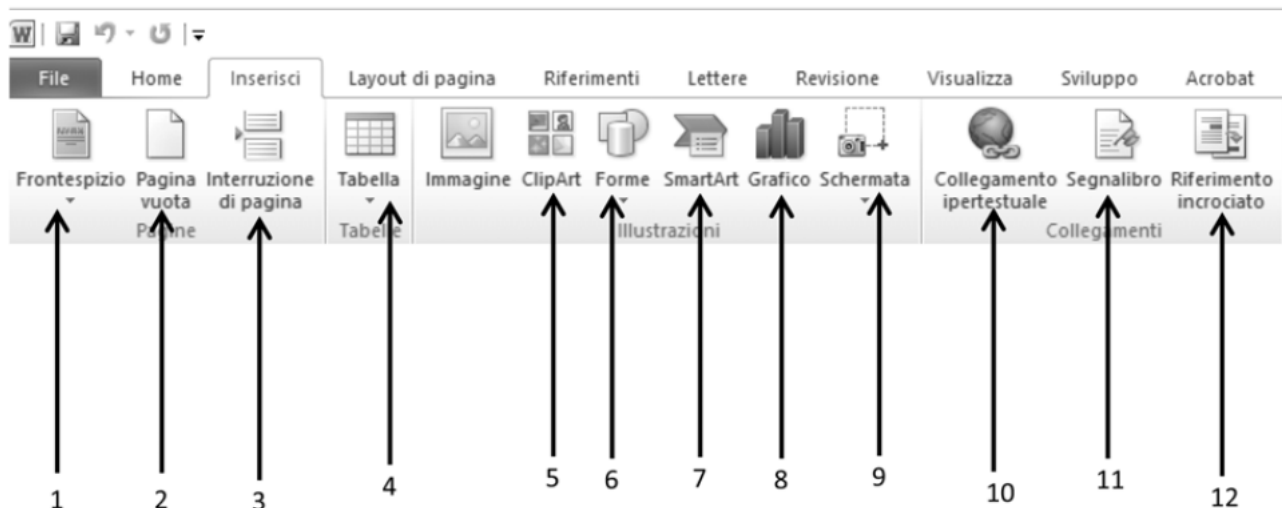 W
File Home Inserisci Layout di pagina Riferimenti Lettere Revisione Visualizza Sviluppo Acrobat
Frontespizio Pagina Interruzione Tabella Immagine ClipArt Forme SmartArt Grafico Schermata Collegamento Segnalibro Riferimento
vuota di pagina ipertestuale incrociato
Pagine Tabelle Illustrazioni Collegamenti
1 2 3 4 5 6 7 8 9 10 11 12